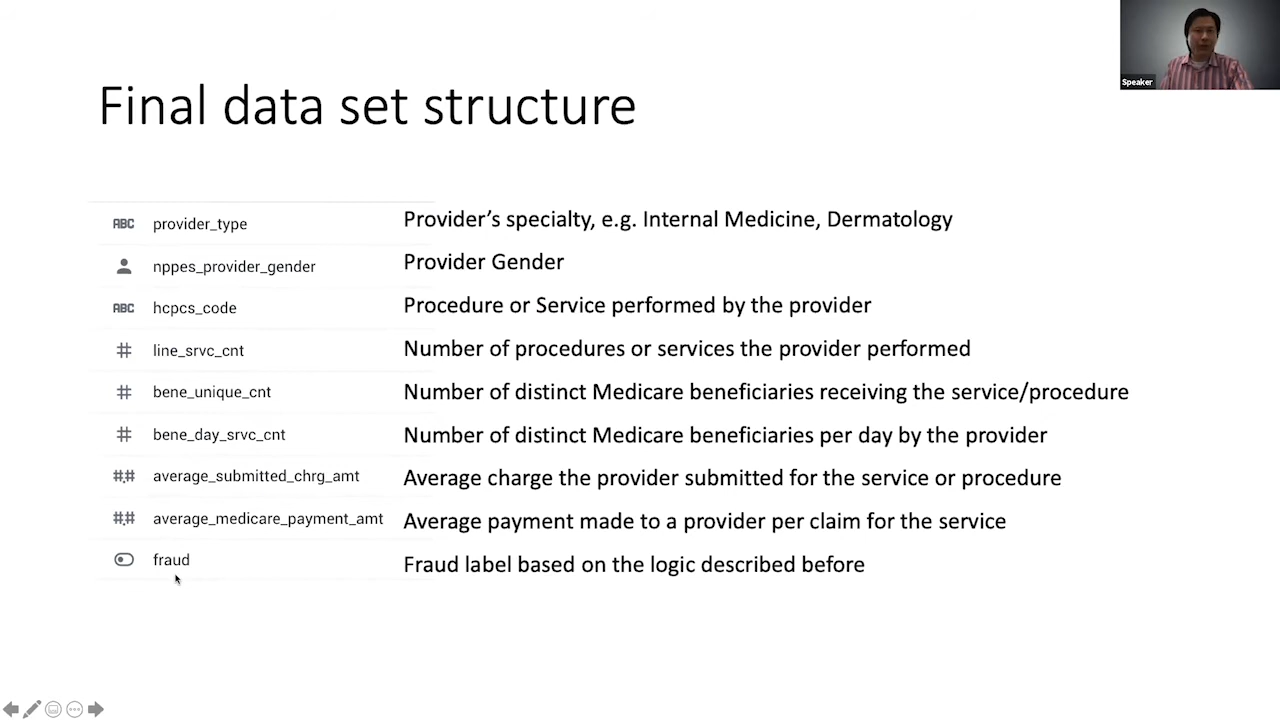 Speaker
Final data set structure
ABC provider_type Provider’s specialty, e.g. Internal Medicine, Dermatology
nppes_provider_gender Provider Gender
ABC hcpcs_code Procedure or Service performed by the provider
# line_srvc_cnt Number of procedures or services the provider performed
# bene_unique_cnt Number of distinct Medicare beneficiaries receiving the service/procedure
# bene_day_srvc_cnt Number of distinct Medicare beneficiaries per day by the provider
#.# average_submitted_chrg_amt Average charge the provider submitted for the service or procedure
#.# average_medicare_payment_amt Average payment made to a provider per claim for the service
fraud Fraud label based on the logic described before